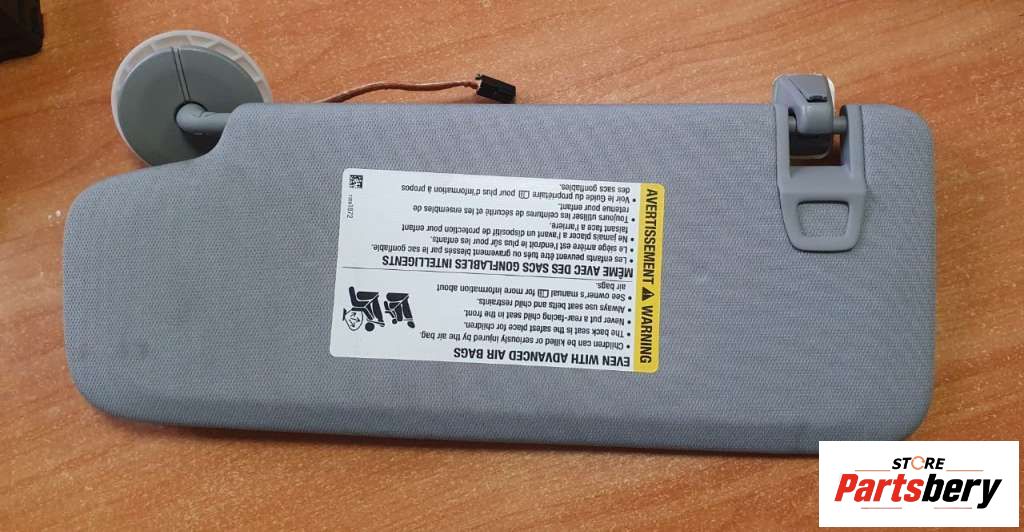 WARNING AVERTISSEMENT
EVEN WITH ADVANCED AIR BAGS
• Children can be killed or seriously injured by the air bag.
• The back seat is the safest place for children.
• Never put a rear-facing child seat in the front.
• Always use seat belts and child restraints.
• See owner's manual for more information about
air bags.
MÊME AVEC DES SACS GONFLABLES INTELLIGENTS
• Les enfants peuvent être tués ou gravement blessés par le sac gonflable.
• Le siège arrière est l'endroit le plus sûr pour les enfants.
• Ne jamais placer à l'avant un dispositif de protection pour enfant
faisant face à l'arrière.
• Toujours utiliser les ceintures de sécurité et les ensembles de
retenue pour enfant.
• Voir le Guide du propriétaire pour plus d'information à propos
des sacs gonflables.
STORE
Partsbery